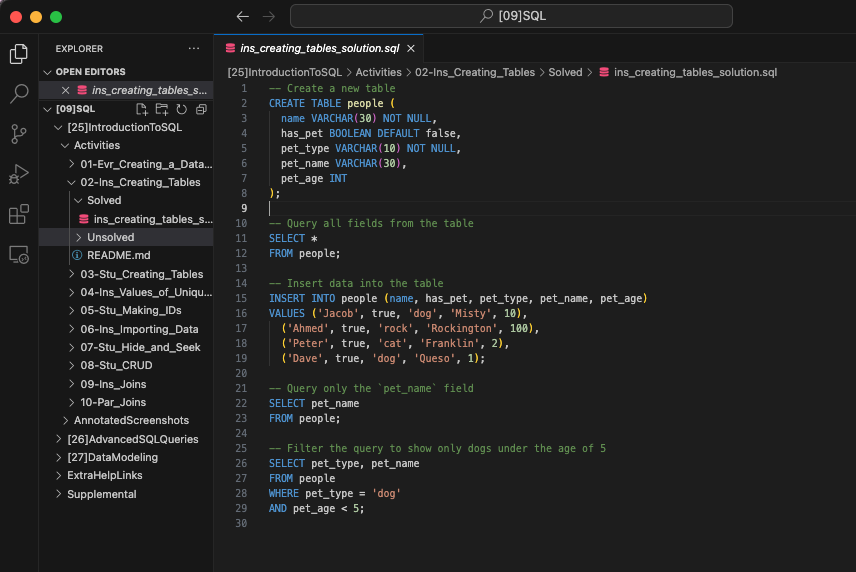 [09]SQL
EXPLORER ···
OPEN EDITORS
ins_creating_tables_s...
[09]SQL
[25]IntroductionToSQL
Activities
01-Evr_Creating_a_Data...
02-Ins_Creating_Tables
Solved
ins_creating_tables_s...
Unsolved
README.md
03-Stu_Creating_Tables
04-Ins_Values_of_Uniqu...
05-Stu_Making_IDs
06-Ins_Importing_Data
07-Stu_Hide_and_Seek
08-Stu_CRUD
09-Ins_Joins
10-Par_Joins
AnnotatedScreenshots
[26]AdvancedSQLQueries
[27]DataModeling
ExtraHelpLinks
Supplemental
ins_creating_tables_solution.sql
[25]IntroductionToSQL > Activities > 02-Ins_Creating_Tables > Solved > ins_creating_tables_solution.sql
1 -- Create a new table
2 CREATE TABLE people (
3 name VARCHAR(30) NOT NULL,
4 has_pet BOOLEAN DEFAULT false,
5 pet_type VARCHAR(10) NOT NULL,
6 pet_name VARCHAR(30),
7 pet_age INT
8 );
9
10 -- Query all fields from the table
11 SELECT *
12 FROM people;
13
14 -- Insert data into the table
15 INSERT INTO people (name, has_pet, pet_type, pet_name, pet_age)
16 VALUES ('Jacob', true, 'dog', 'Misty', 10),
17 ('Ahmed', true, 'rock', 'Rockington', 100),
18 ('Peter', true, 'cat', 'Franklin', 2),
19 ('Dave', true, 'dog', 'Queso', 1);
20
21 -- Query only the `pet_name` field
22 SELECT pet_name
23 FROM people;
24
25 -- Filter the query to show only dogs under the age of 5
26 SELECT pet_type, pet_name
27 FROM people
28 WHERE pet_type = 'dog'
29 AND pet_age < 5;
30